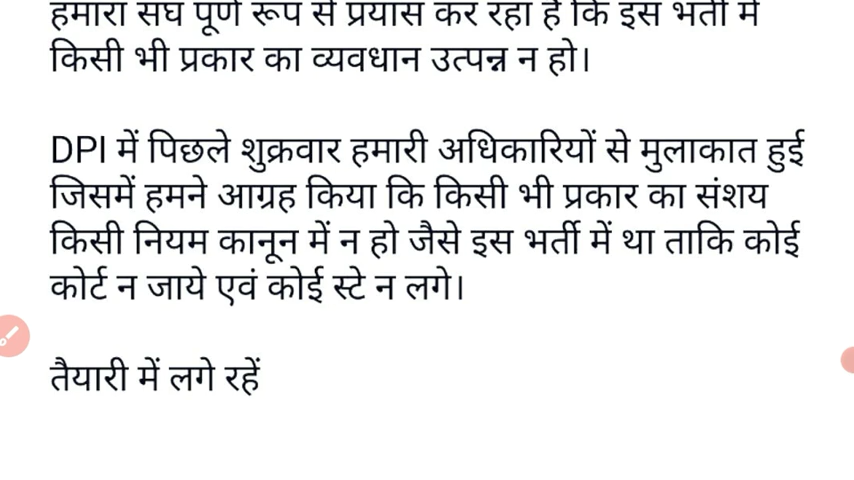 हमारा संघ पूर्ण रूप से प्रयास कर रहा है कि इस भर्ती में
किसी भी प्रकार का व्यवधान उत्पन्न न हो।
DPI में पिछले शुक्रवार हमारी अधिकारियों से मुलाकात हुई
जिसमें हमने आग्रह किया कि किसी भी प्रकार का संशय
किसी नियम कानून में न हो जैसे इस भर्ती में था ताकि कोई
कोर्ट न जाये एवं कोई स्टे न लगे।
तैयारी में लगे रहें